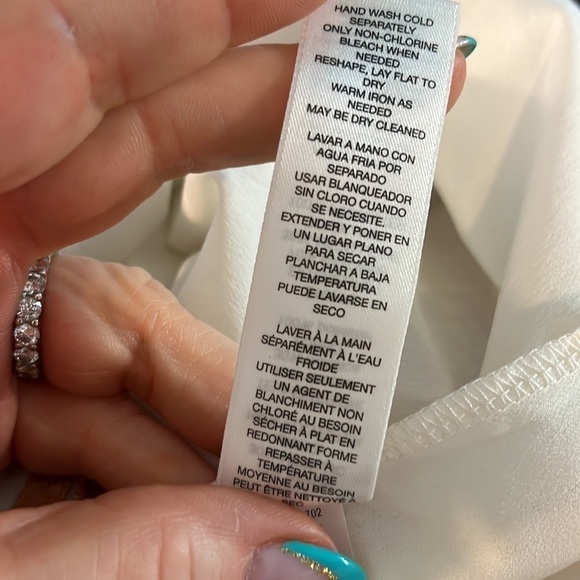 HAND WASH COLD
SEPARATELY
ONLY NON-CHLORINE
BLEACH WHEN
NEEDED
RESHAPE, LAY FLAT TO
DRY
WARM IRON AS
NEEDED
MAY BE DRY CLEANED
LAVAR A MANO CON
AGUA FRIA POR
SEPARADO
USAR BLANQUEADOR
SIN CLORO CUANDO
SE NECESITE.
EXTENDER Y PONER EN
UN LUGAR PLANO
PARA SECAR
PLANCHAR A BAJA
TEMPERATURA
PUEDE LAVARSE EN
SECO
LAVER À LA MAIN
SÉPARÉMENT À L'EAU
FROIDE
UTILISER SEULEMENT
UN AGENT DE
BLANCHIMENT NON
CHLORÉ AU BESOIN
SÉCHER À PLAT EN
REDONNANT FORME
REPASSER À
TEMPÉRATURE
MOYENNE AU BESOIN
PEUT ÊTRE NETTOYÉ À
SEC
702